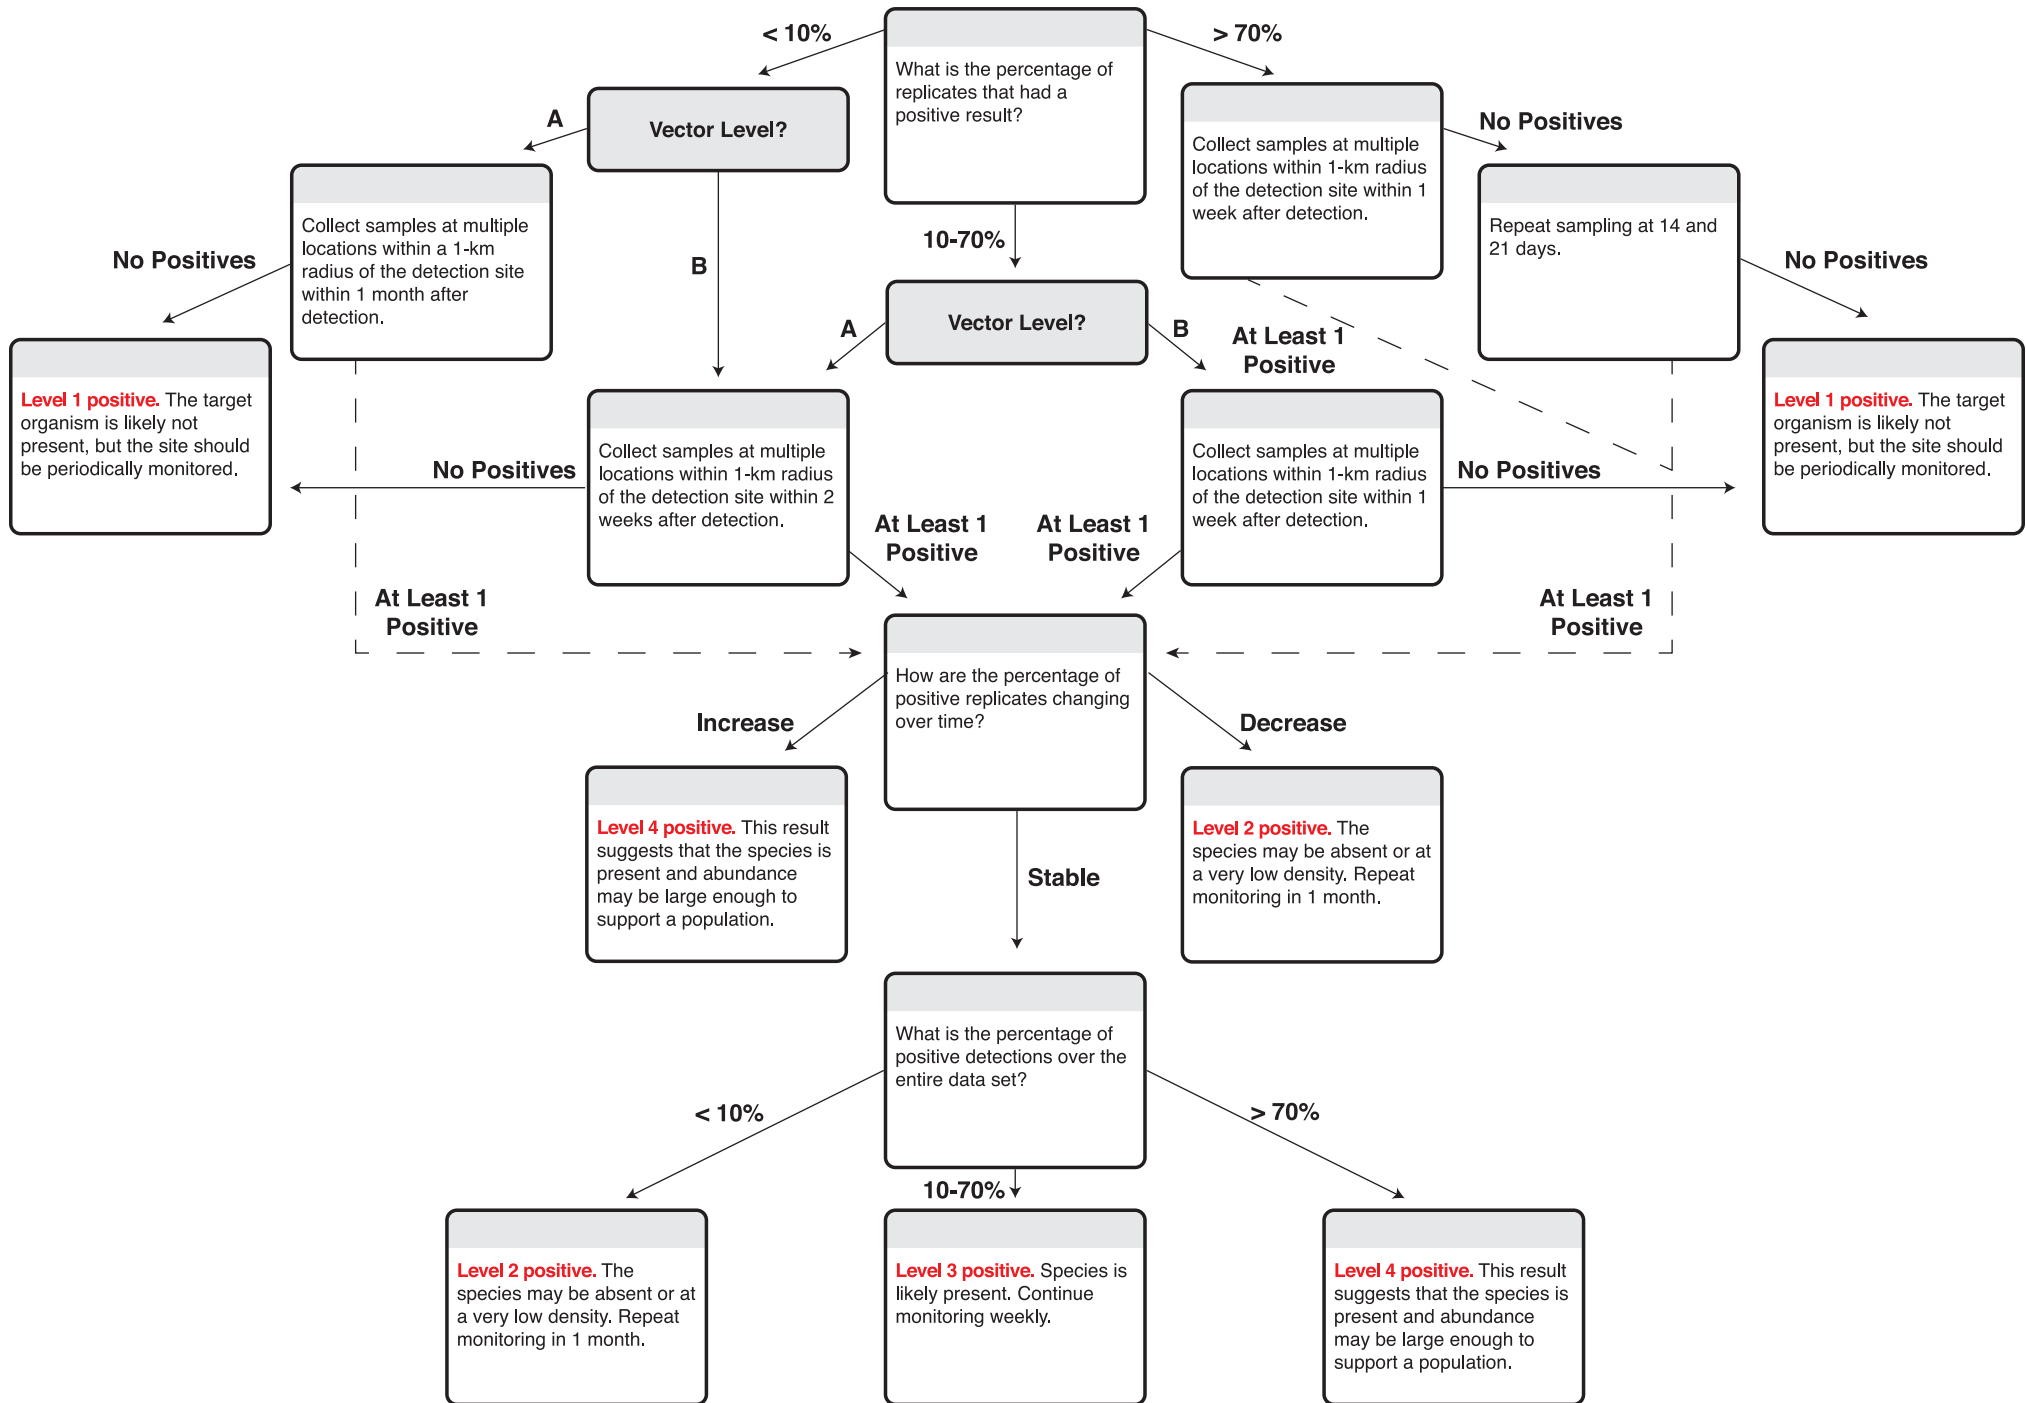 < 10%
> 70%
What is the percentage of
replicates that had a
positive result?
Vector Level?
A
No Positives
Collect samples at multiple
locations within 1-km radius
of the detection site within 1
week after detection.
Collect samples at multiple
locations within a 1-km
radius of the detection site
within 1 month after
detection.
Repeat sampling at 14 and
21 days.
No Positives
B
10-70%
No Positives
Vector Level?
A
B
At Least 1
Positive
Level 1 positive. The target
organism is likely not
present, but the site should
be periodically monitored.
No Positives
Collect samples at multiple
locations within 1-km radius
of the detection site within 2
weeks after detection.
Collect samples at multiple
locations within 1-km radius
of the detection site within 1
week after detection.
No Positives
Level 1 positive. The target
organism is likely not
present, but the site should
be periodically monitored.
At Least 1
Positive
At Least 1
Positive
At Least 1
Positive
At Least 1
Positive
How are the percentage of
positive replicates changing
over time?
Increase
Decrease
Level 4 positive. This result
suggests that the species is
present and abundance
may be large enough to
support a population.
Stable
Level 2 positive. The
species may be absent or at
a very low density. Repeat
monitoring in 1 month.
What is the percentage of
positive detections over the
entire data set?
< 10%
> 70%
10-70%
Level 2 positive. The
species may be absent or at
a very low density. Repeat
monitoring in 1 month.
Level 3 positive. Species is
likely present. Continue
monitoring weekly.
Level 4 positive. This result
suggests that the species is
present and abundance
may be large enough to
support a population.